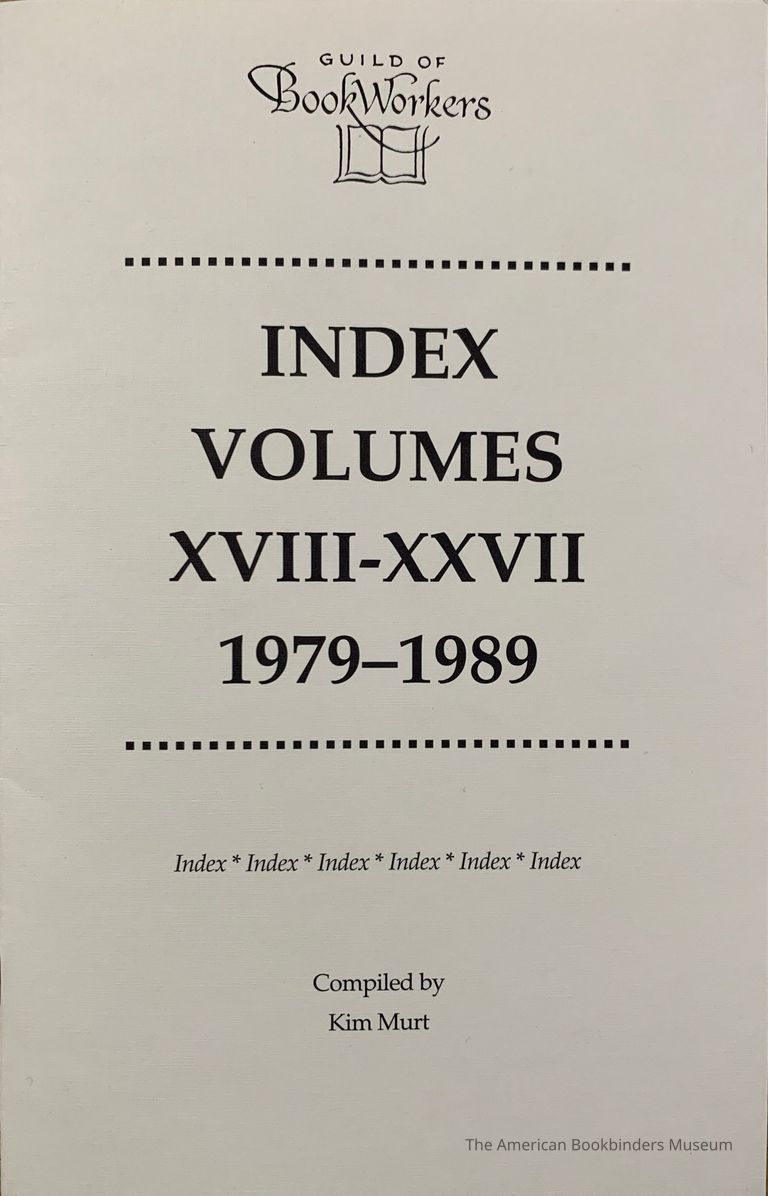 GUILD OF
BookWorkers
INDEX
VOLUMES
XVIII-XXVII
1979–1989
Index * Index * Index * Index * Index * Index
Compiled by
Kim Murt
The American Bookbinders Museum